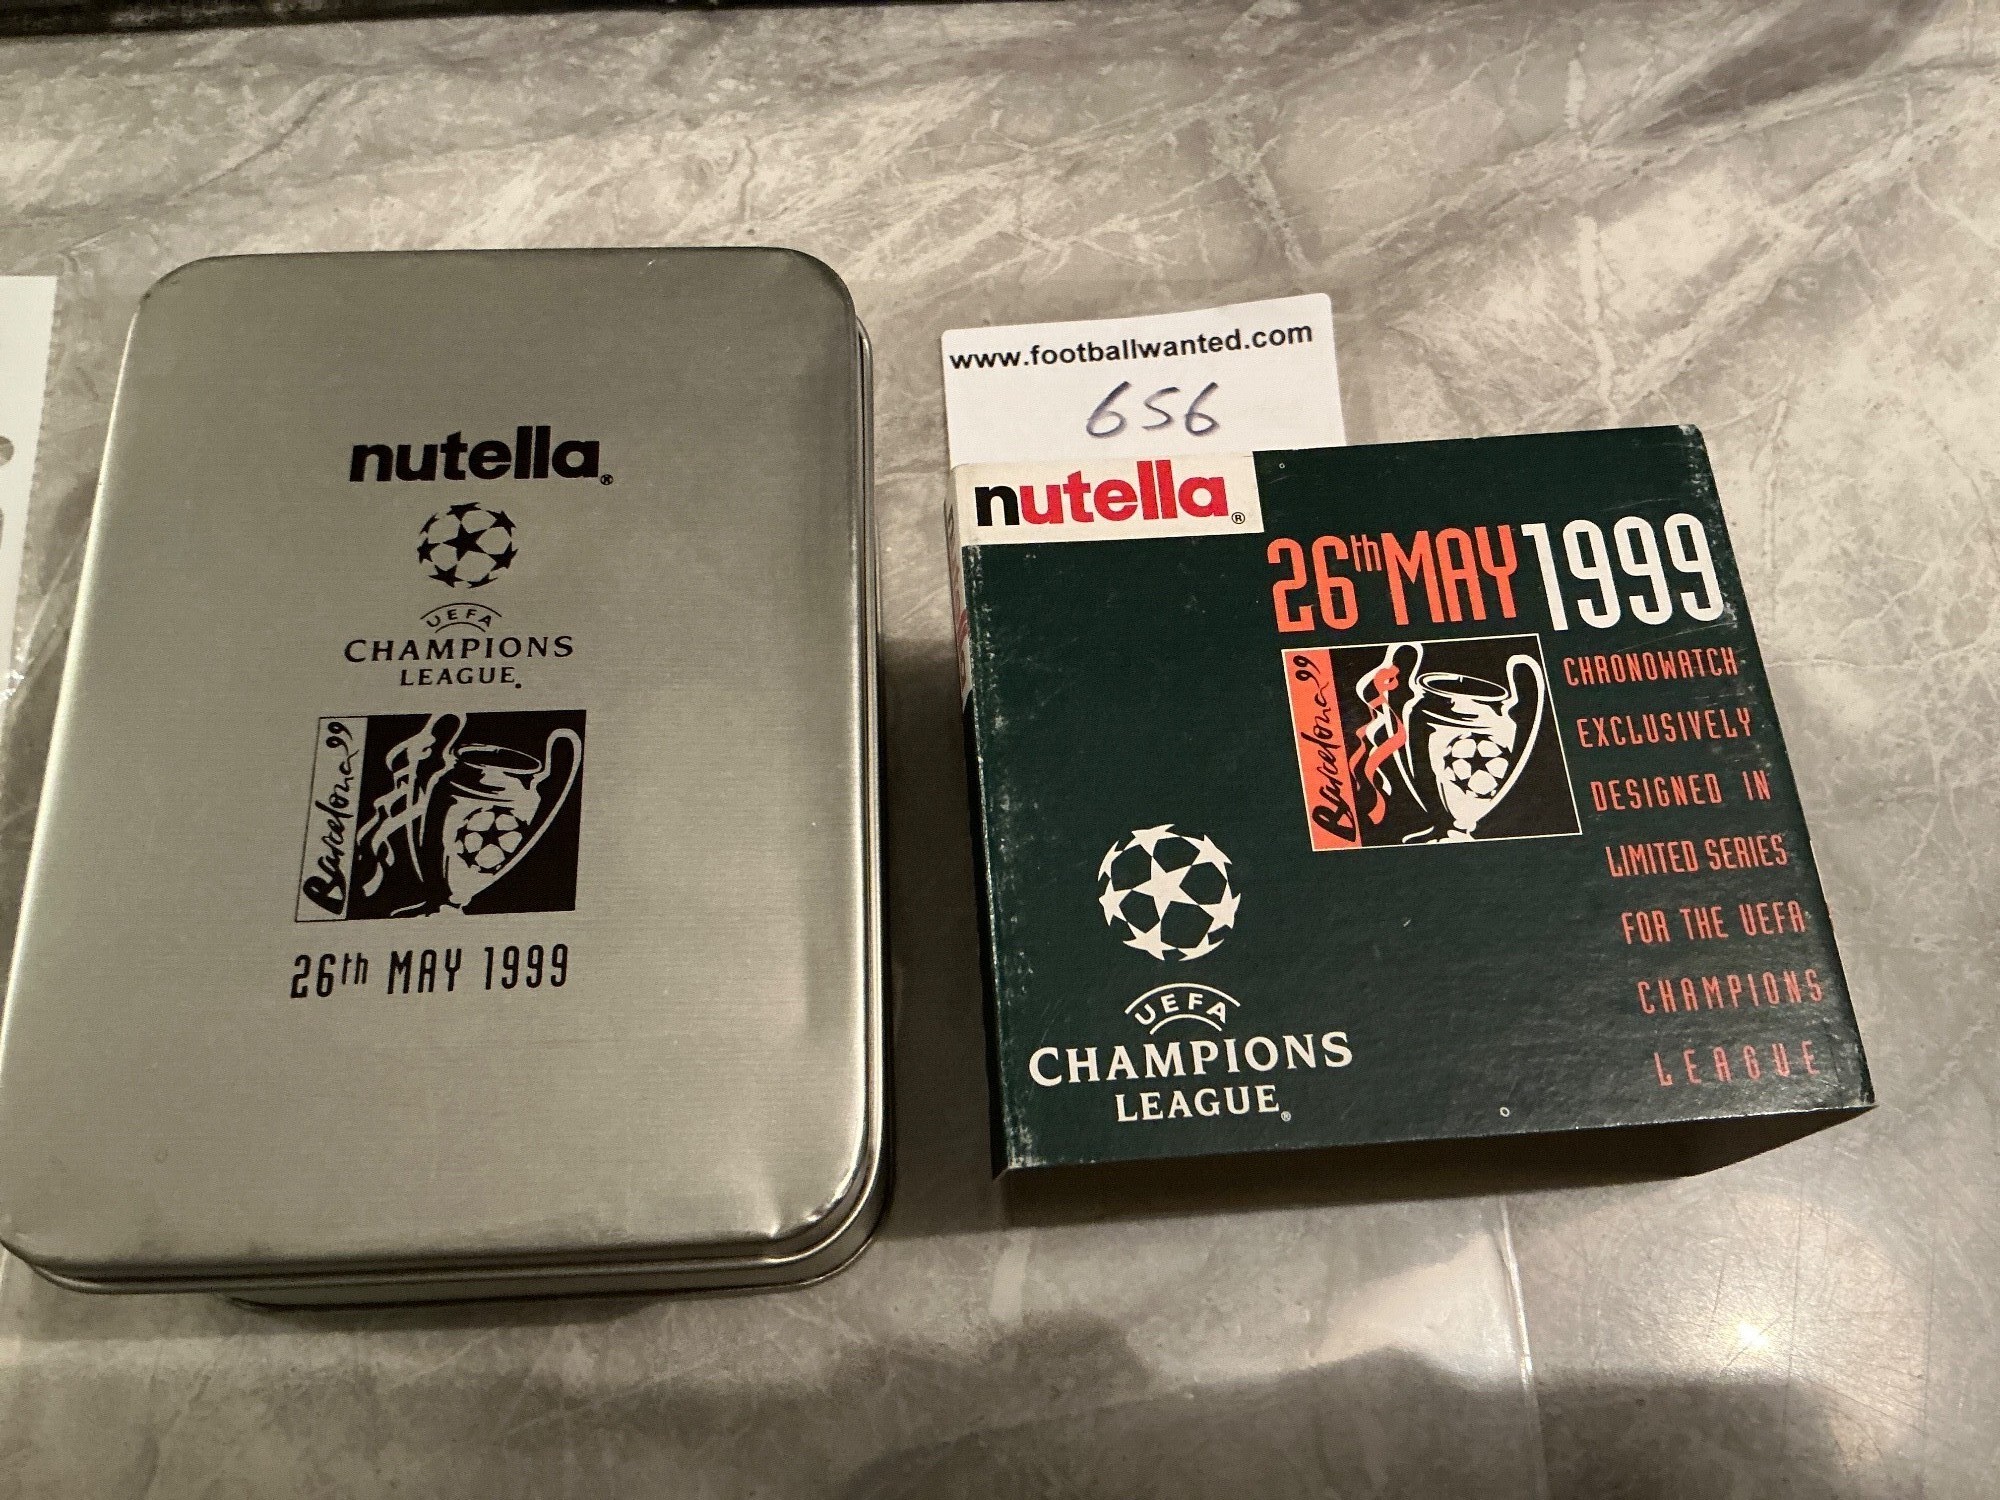 nutella®
UEFA
CHAMPIONS
LEAGUE®
Barcelona 99
26th MAY 1999
www.footballwanted.com
656
nutella®
26th MAY 1999
Barcelona 99
CHRONOWATCH
EXCLUSIVELY
DESIGNED IN
LIMITED SERIES
FOR THE UEFA
CHAMPIONS
LEAGUE
UEFA
CHAMPIONS
LEAGUE®